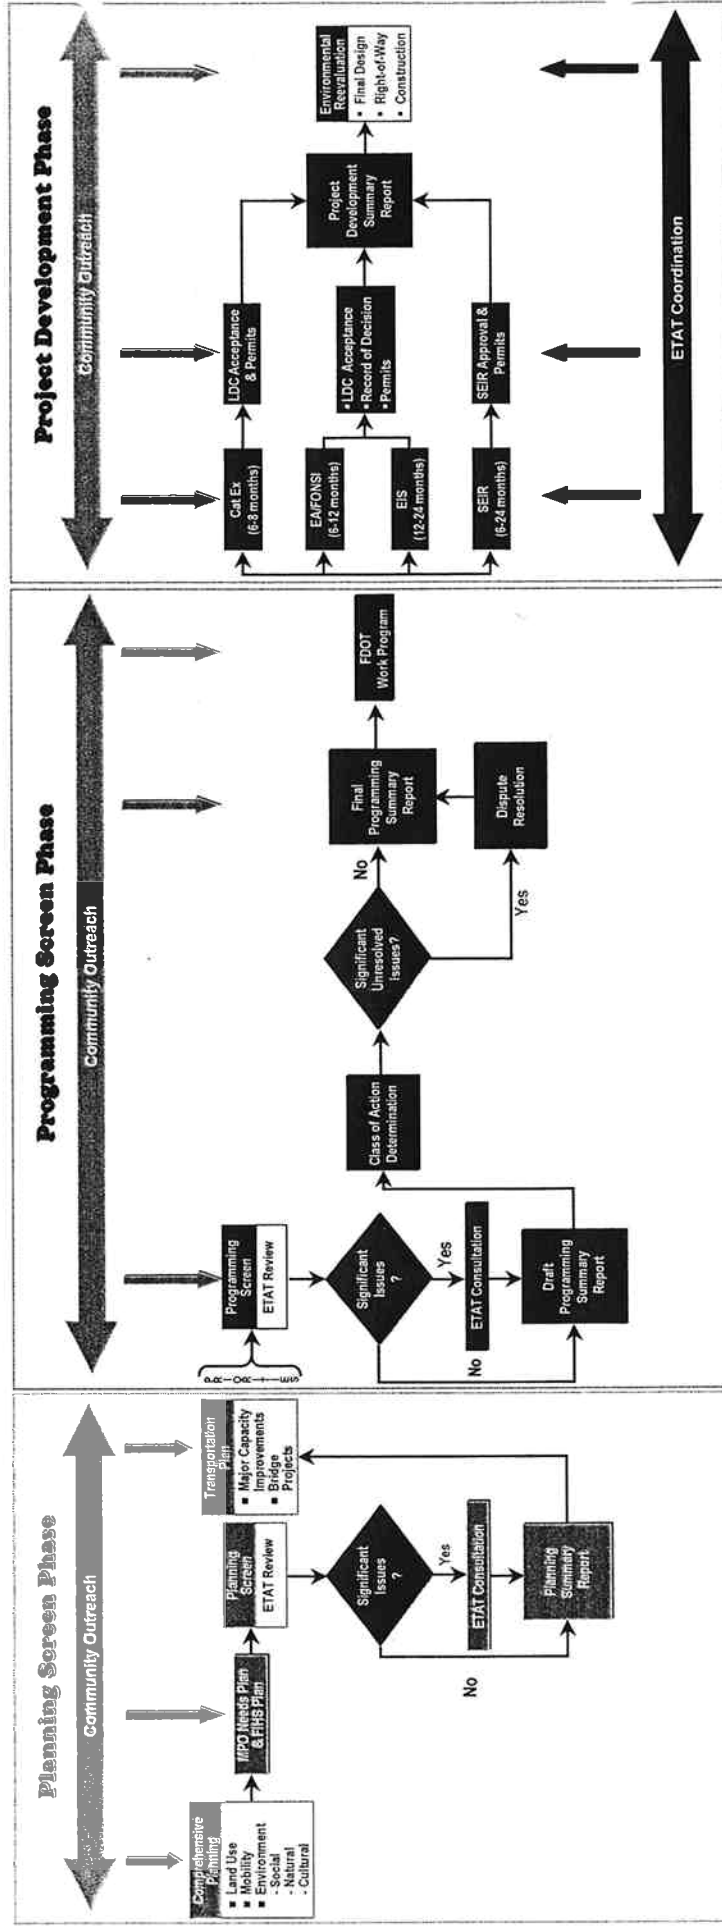 Planning Screen Phase
Community Outreach
Comprehensive
Planning
■ Land Use
■ Mobility
■ Environment
- Social
- Natural
- Cultural
MPO Needs Plan
& FIHS Plan
Planning
Screen
ETAT Review
Transportation
Plan
■ Major Capacity
Improvements
■ Bridge
Projects
Significant
Issues
?
Yes
No
ETAT Consultation
Planning
Summary
Report
Programming Screen Phase
Community Outreach
P
R
I
O
R
I
T
I
E
S
Programming
Screen
ETAT Review
Significant
Issues
?
Yes
No
ETAT Consultation
Draft
Programming
Summary
Report
Class of Action
Determination
Significant
Unresolved
Issues?
No
Yes
Final
Programming
Summary
Report
Dispute
Resolution
FDOT
Work Program
Project Development Phase
Community Outreach
Cat Ex
(6-8 months)
EA/FONSI
(6-12 months)
EIS
(12-24 months)
SEIR
(6-24 months)
LDC Acceptance
& Permits
■ LDC Acceptance
■ Record of Decision
■ Permits
SEIR Approval &
Permits
Project
Development
Summary
Report
Environmental
Reevaluation
■ Final Design
■ Right-of-Way
■ Construction
ETAT Coordination